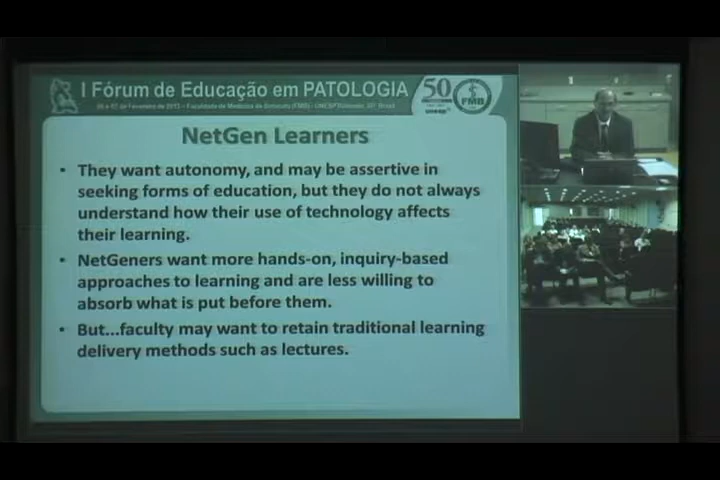 I Fórum de Educação em PATOLOGIA
50
FMB
NetGen Learners
• They want autonomy, and may be assertive in
seeking forms of education, but they do not always
understand how their use of technology affects
their learning.
• NetGeners want more hands-on, inquiry-based
approaches to learning and are less willing to
absorb what is put before them.
• But...faculty may want to retain traditional learning
delivery methods such as lectures.